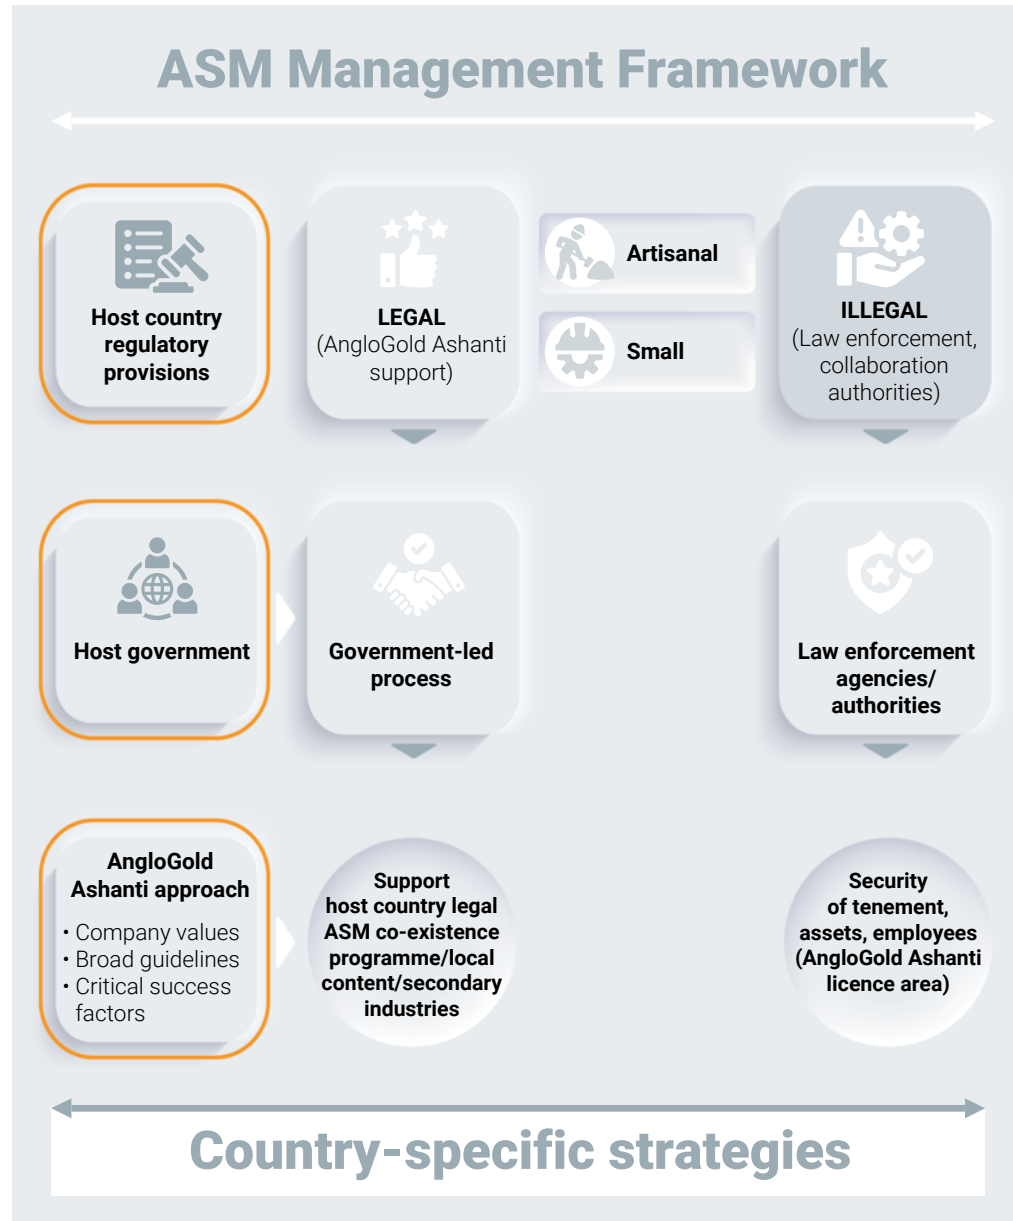 ASM Management Framework
Host country
regulatory
provisions
LEGAL
(AngloGold Ashanti
support)
Artisanal
Small
ILLEGAL
(Law enforcement,
collaboration
authorities)
Host government
Government-led
process
Law enforcement
agencies/
authorities
AngloGold
Ashanti approach
• Company values
• Broad guidelines
• Critical success
factors
Support
host country legal
ASM co-existence
programme/local
content/secondary
industries
Security
of tenement,
assets, employees
(AngloGold Ashanti
licence area)
Country-specific strategies